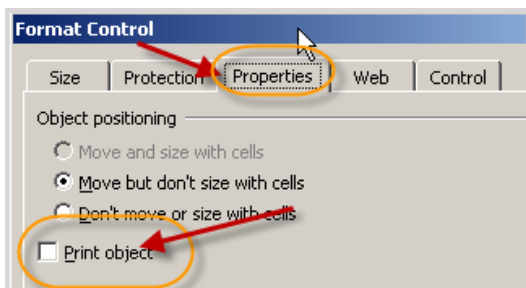 Format Control
Size Protection Properties Web Control
Object positioning
Move and size with cells
Move but don't size with cells
Don't move or size with cells
Print object